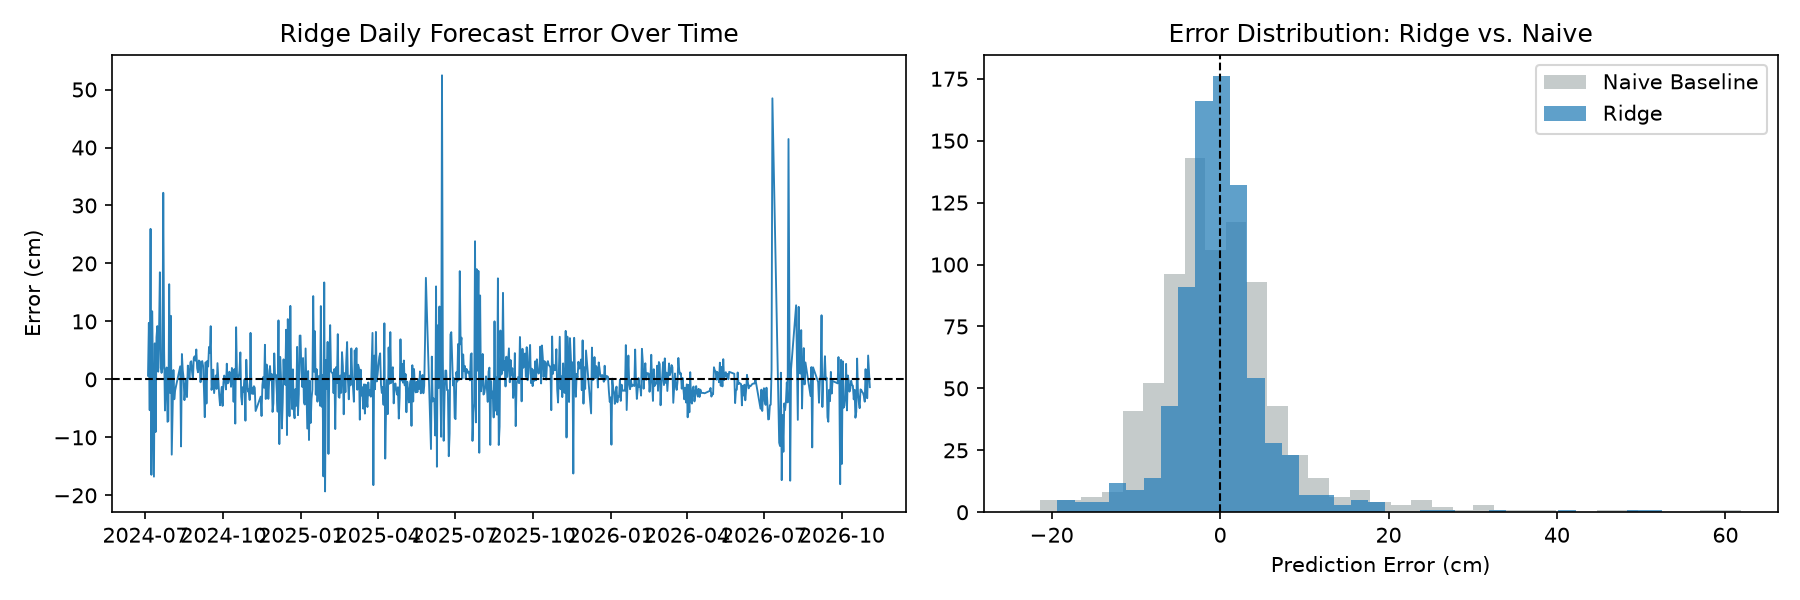 Ridge Daily Forecast Error Over Time
Error (cm)
50
40
30
20
10
0
−10
−20
2024-07 2024-10 2025-01 2025-04 2025-07 2025-10 2026-01 2026-04 2026-07 2026-10
Error Distribution: Ridge vs. Naive
Naive Baseline
Ridge
175
150
125
100
75
50
25
0
−20 0 20 40 60
Prediction Error (cm)